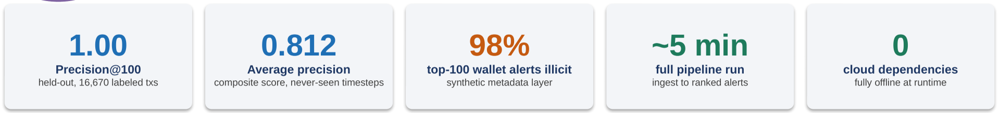 1.00
Precision@100
held-out, 16,670 labeled txs
0.812
Average precision
composite score, never-seen timesteps
98%
top-100 wallet alerts illicit
synthetic metadata layer
~5 min
full pipeline run
ingest to ranked alerts
0
cloud dependencies
fully offline at runtime